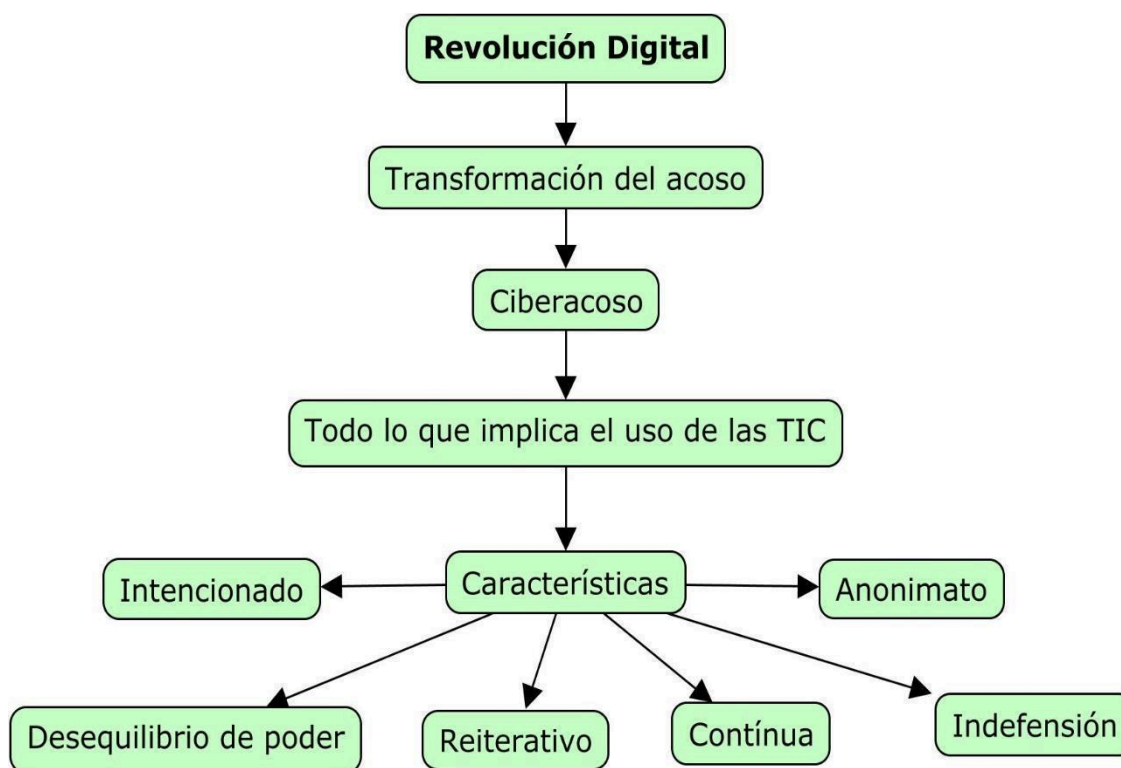 Revolución Digital
Transformación del acoso
Ciberacoso
Todo lo que implica el uso de las TIC
Intencionado
Característícas
Anonimato
Desequilibrio de poder
Reiterativo
Contínua
Indefensión